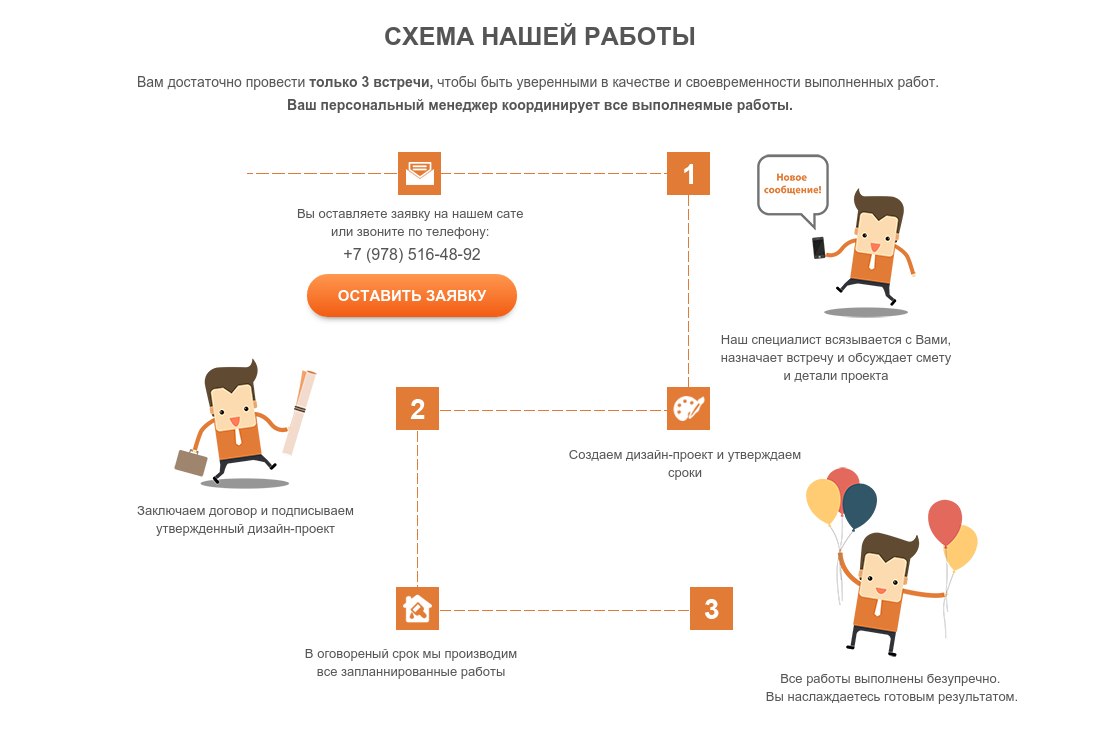 СХЕМА НАШЕЙ РАБОТЫ
Вам достаточно провести только 3 встречи, чтобы быть уверенными в качестве и своевременности выполненных работ.
Ваш персональный менеджер координирует все выполнеямые работы.
1
Новое
сообщение!
Вы оставляете заявку на нашем сате
или звоните по телефону:
+7 (978) 516-48-92
ОСТАВИТЬ ЗАЯВКУ
Наш специалист всязывается с Вами,
назначает встречу и обсуждает смету
и детали проекта
2
Создаем дизайн-проект и утверждаем
сроки
Заключаем договор и подписываем
утвержденный дизайн-проект
3
В оговореный срок мы производим
все запланнированные работы
Все работы выполнены безупречно.
Вы наслаждаетесь готовым результатом.